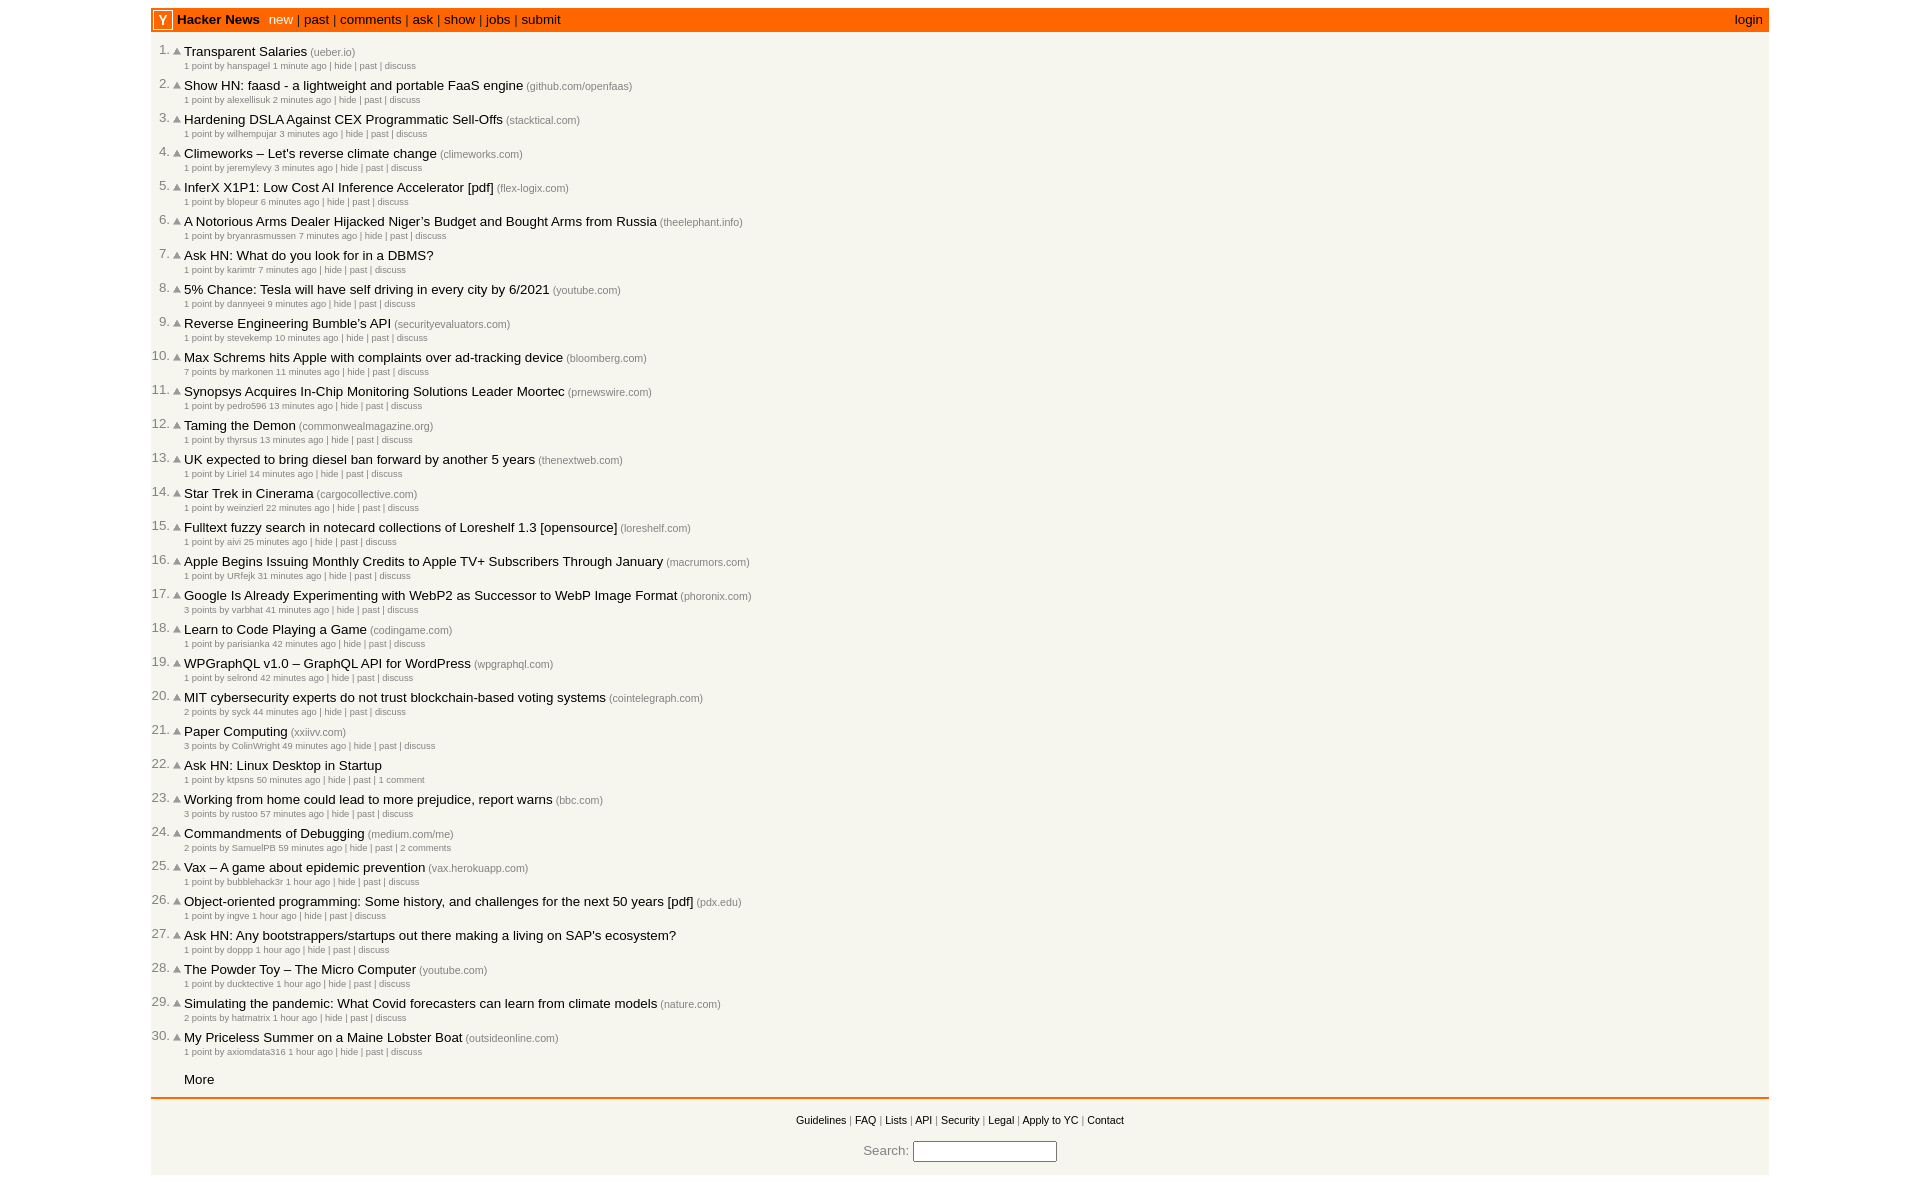 Y Hacker News new | past | comments | ask | show | jobs | submit login
1. Transparent Salaries (ueber.io)
1 point by hanspagel 1 minute ago | hide | past | discuss
2. Show HN: faasd - a lightweight and portable FaaS engine (github.com/openfaas)
1 point by alexellisuk 2 minutes ago | hide | past | discuss
3. Hardening DSLA Against CEX Programmatic Sell-Offs (stacktical.com)
1 point by wilhempujar 3 minutes ago | hide | past | discuss
4. Climeworks – Let's reverse climate change (climeworks.com)
1 point by jeremylevy 3 minutes ago | hide | past | discuss
5. InferX X1P1: Low Cost AI Inference Accelerator [pdf] (flex-logix.com)
1 point by blopeur 6 minutes ago | hide | past | discuss
6. A Notorious Arms Dealer Hijacked Niger’s Budget and Bought Arms from Russia (theelephant.info)
1 point by bryanrasmussen 7 minutes ago | hide | past | discuss
7. Ask HN: What do you look for in a DBMS?
1 point by karimtr 7 minutes ago | hide | past | discuss
8. 5% Chance: Tesla will have self driving in every city by 6/2021 (youtube.com)
1 point by dannyeei 9 minutes ago | hide | past | discuss
9. Reverse Engineering Bumble’s API (securityevaluators.com)
1 point by stevekemp 10 minutes ago | hide | past | discuss
10. Max Schrems hits Apple with complaints over ad-tracking device (bloomberg.com)
7 points by markonen 11 minutes ago | hide | past | discuss
11. Synopsys Acquires In-Chip Monitoring Solutions Leader Moortec (prnewswire.com)
1 point by pedro596 13 minutes ago | hide | past | discuss
12. Taming the Demon (commonwealmagazine.org)
1 point by thyrsus 13 minutes ago | hide | past | discuss
13. UK expected to bring diesel ban forward by another 5 years (thenextweb.com)
1 point by Liriel 14 minutes ago | hide | past | discuss
14. Star Trek in Cinerama (cargocollective.com)
1 point by weinzierl 22 minutes ago | hide | past | discuss
15. Fulltext fuzzy search in notecard collections of Loreshelf 1.3 [opensource] (loreshelf.com)
1 point by aivi 25 minutes ago | hide | past | discuss
16. Apple Begins Issuing Monthly Credits to Apple TV+ Subscribers Through January (macrumors.com)
1 point by URfejk 31 minutes ago | hide | past | discuss
17. Google Is Already Experimenting with WebP2 as Successor to WebP Image Format (phoronix.com)
3 points by varbhat 41 minutes ago | hide | past | discuss
18. Learn to Code Playing a Game (codingame.com)
1 point by parisianka 42 minutes ago | hide | past | discuss
19. WPGraphQL v1.0 – GraphQL API for WordPress (wpgraphql.com)
1 point by selrond 42 minutes ago | hide | past | discuss
20. MIT cybersecurity experts do not trust blockchain-based voting systems (cointelegraph.com)
2 points by syck 44 minutes ago | hide | past | discuss
21. Paper Computing (xxiivv.com)
3 points by ColinWright 49 minutes ago | hide | past | discuss
22. Ask HN: Linux Desktop in Startup
1 point by ktpsns 50 minutes ago | hide | past | 1 comment
23. Working from home could lead to more prejudice, report warns (bbc.com)
3 points by rustoo 57 minutes ago | hide | past | discuss
24. Commandments of Debugging (medium.com/me)
2 points by SamuelPB 59 minutes ago | hide | past | 2 comments
25. Vax – A game about epidemic prevention (vax.herokuapp.com)
1 point by bubblehack3r 1 hour ago | hide | past | discuss
26. Object-oriented programming: Some history, and challenges for the next 50 years [pdf] (pdx.edu)
1 point by ingve 1 hour ago | hide | past | discuss
27. Ask HN: Any bootstrappers/startups out there making a living on SAP's ecosystem?
1 point by doppp 1 hour ago | hide | past | discuss
28. The Powder Toy – The Micro Computer (youtube.com)
1 point by ducktective 1 hour ago | hide | past | discuss
29. Simulating the pandemic: What Covid forecasters can learn from climate models (nature.com)
2 points by hatmatrix 1 hour ago | hide | past | discuss
30. My Priceless Summer on a Maine Lobster Boat (outsideonline.com)
1 point by axiomdata316 1 hour ago | hide | past | discuss
More
Guidelines | FAQ | Lists | API | Security | Legal | Apply to YC | Contact
Search: